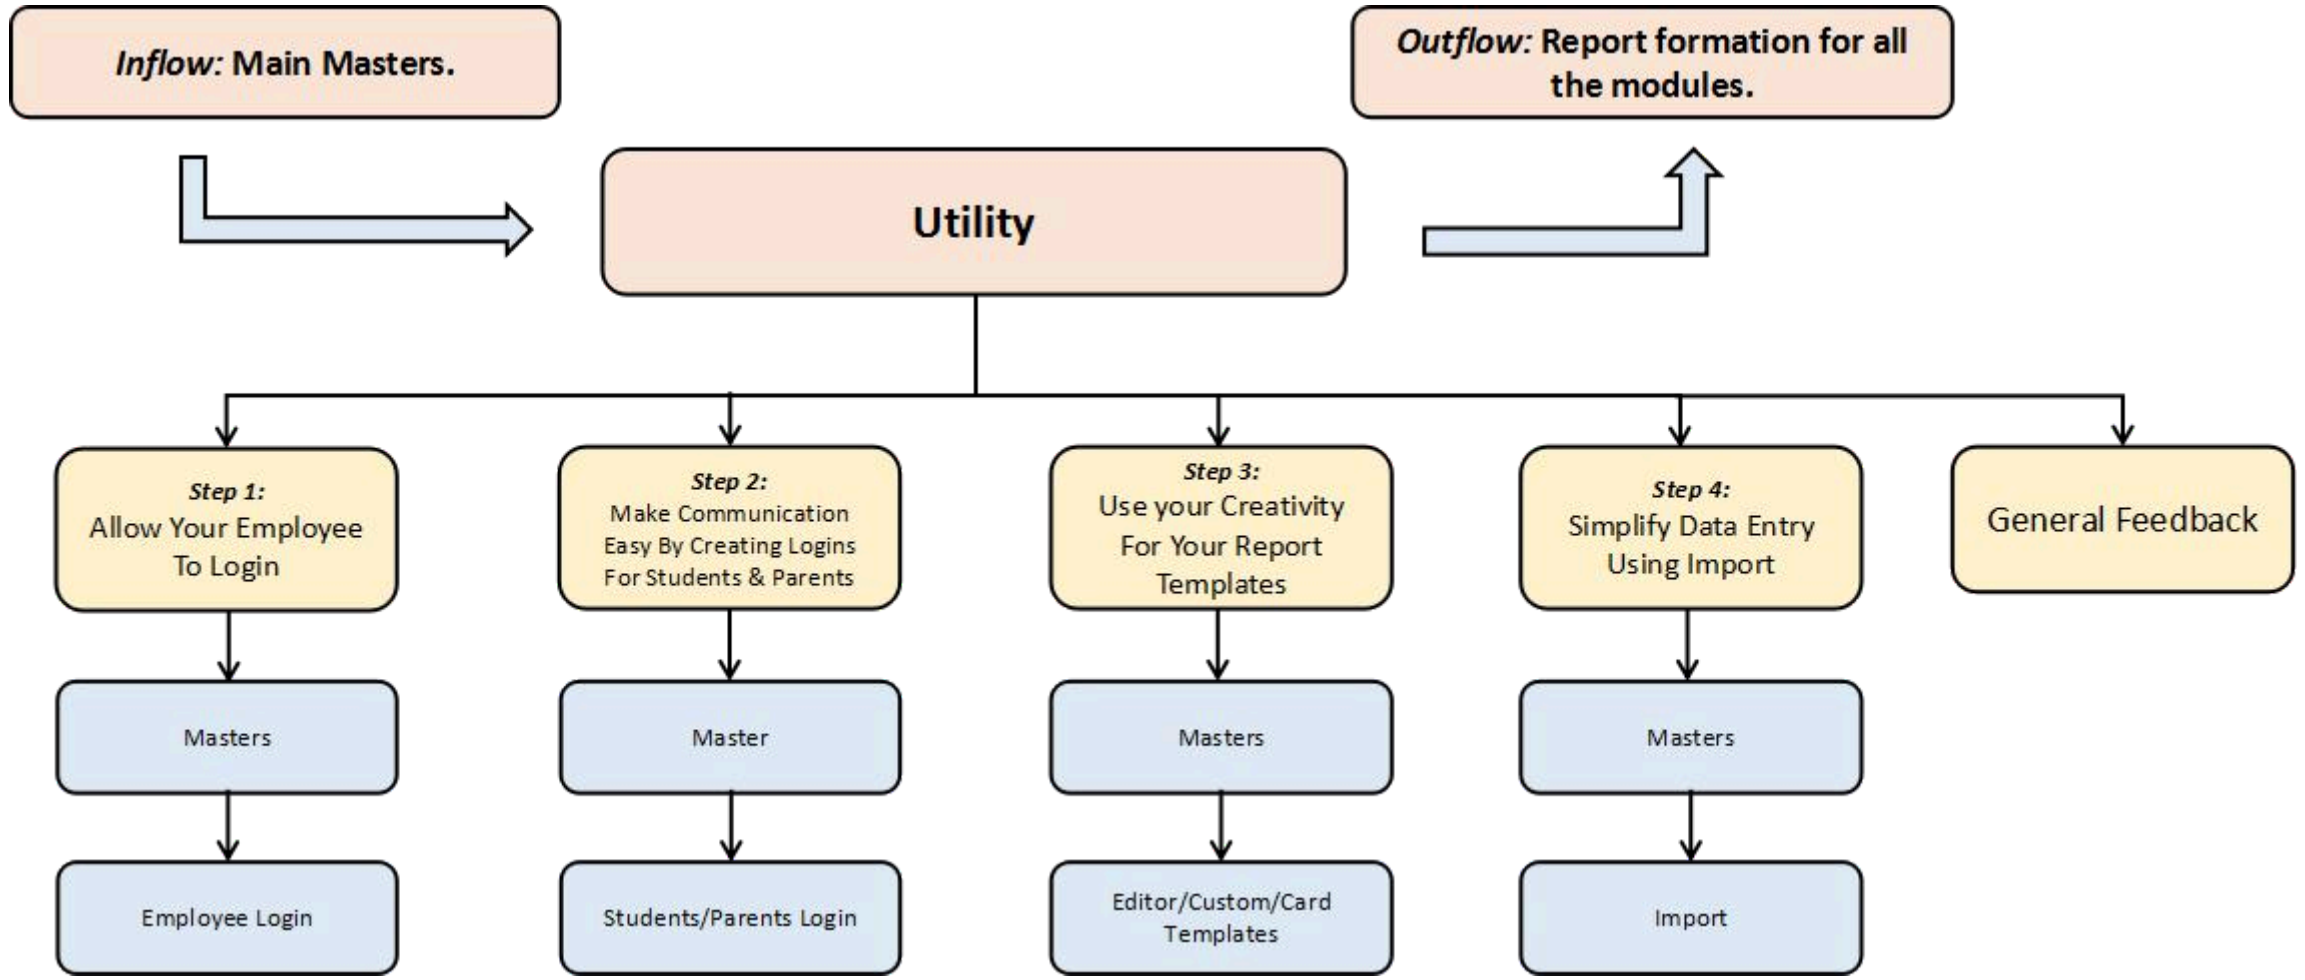 Inflow: Main Masters.
Outflow: Report formation for all
the modules.
Utility
Step 1:
Allow Your Employee
To Login
Step 2:
Make Communication
Easy By Creating Logins
For Students & Parents
Step 3:
Use your Creativity
For Your Report
Templates
Step 4:
Simplify Data Entry
Using Import
General Feedback
Masters
Master
Masters
Masters
Employee Login
Students/Parents Login
Editor/Custom/Card
Templates
Import